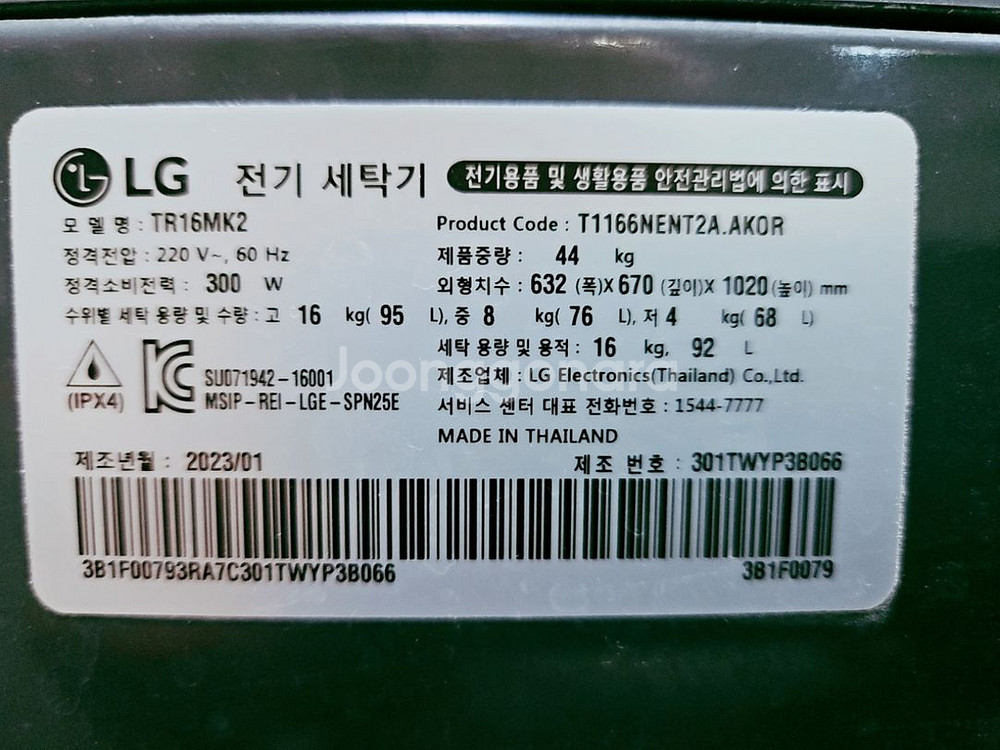 LG 전기 세탁기 전기용품 및 생활용품 안전관리법에 의한 표시
모 델 명 : TR16MK2 Product Code : T1166NENT2A.AKOR
정격전압 : 220 V~, 60 Hz 제품중량 : 44 kg
정격소비전력 : 300 W 외형치수 : 632 (폭)X 670 (깊이)X 1020 (높이) mm
수위별 세탁 용량 및 수량 : 고 16 kg( 95 L), 중 8 kg( 76 L), 저 4 kg( 68 L)
세탁 용량 및 용적 : 16 kg, 92 L
Joonggonara
SU071942-16001 제조업체 : LG Electronics(Thailand) Co.,Ltd.
(IPX4) MSIP-REI-LGE-SPN25E 서비스 센터 대표 전화번호 : 1544-7777
MADE IN THAILAND
제조년월 : 2023/01 제조 번호 : 301TWYP3B066
3B1F00793RA7C301TWYP3B066 3B1F0079